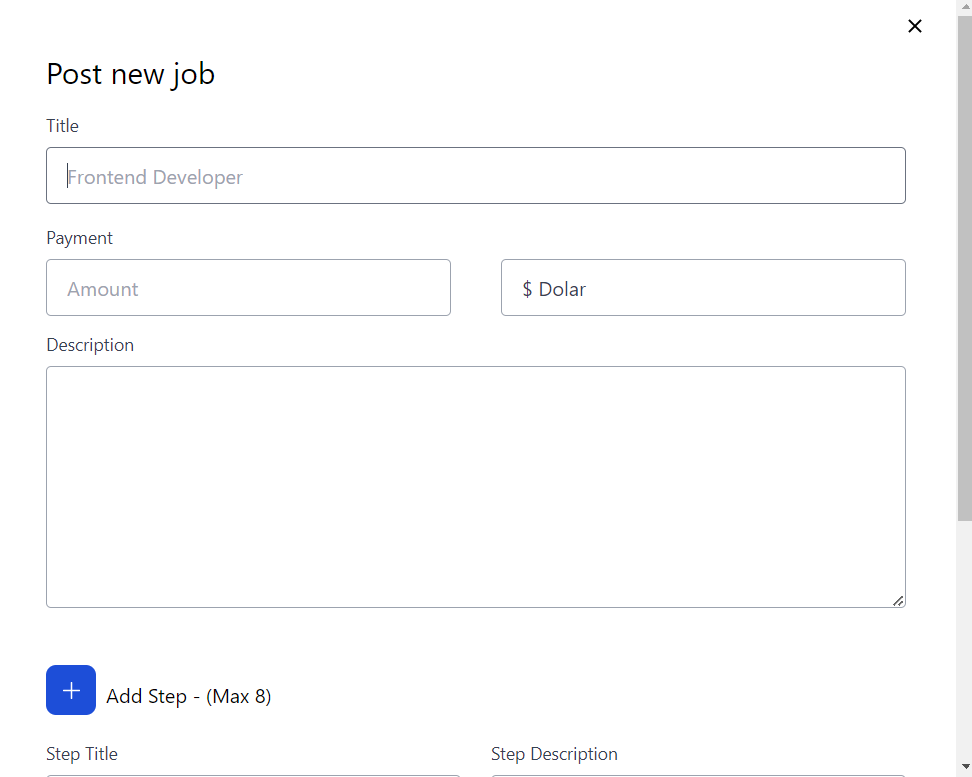 Post new job
Title
Frontend Developer
Payment
Amount
$ Dolar
Description
Add Step - (Max 8)
Step Title
Step Description